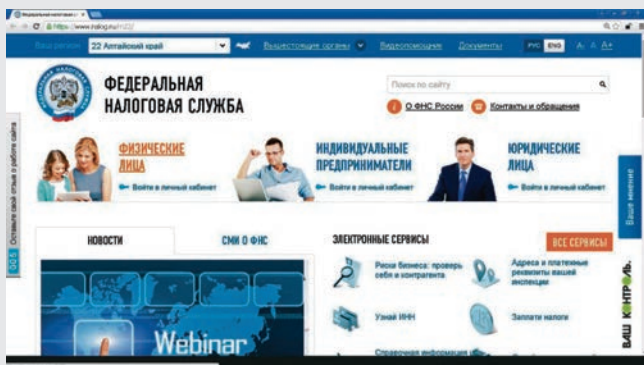 Федеральная налоговая
https://www.nalog.ru/rn22/
Ваш регион 22 Алтайский край Вышестоящие органы Видеопомощник Документы РУС ENG A- A A+
ФЕДЕРАЛЬНАЯ
НАЛОГОВАЯ СЛУЖБА
Поиск по сайту
О ФНС России Контакты и обращения
ФИЗИЧЕСКИЕ
ЛИЦА
Войти в личный кабинет
ИНДИВИДУАЛЬНЫЕ
ПРЕДПРИНИМАТЕЛИ
Войти в личный кабинет
ЮРИДИЧЕСКИЕ
ЛИЦА
Войти в личный кабинет
Оставьте свой отзыв о работе сайта
Ваше мнение
ВАШ КОНТРОЛЬ
НОВОСТИ
СМИ О ФНС
Webinar
ЭЛЕКТРОННЫЕ СЕРВИСЫ
ВСЕ СЕРВИСЫ
Риски бизнеса: проверь
себя и контрагента
Адреса и платежные
реквизиты вашей
инспекции
Узнай ИНН
Заплати налоги
Справочная информация